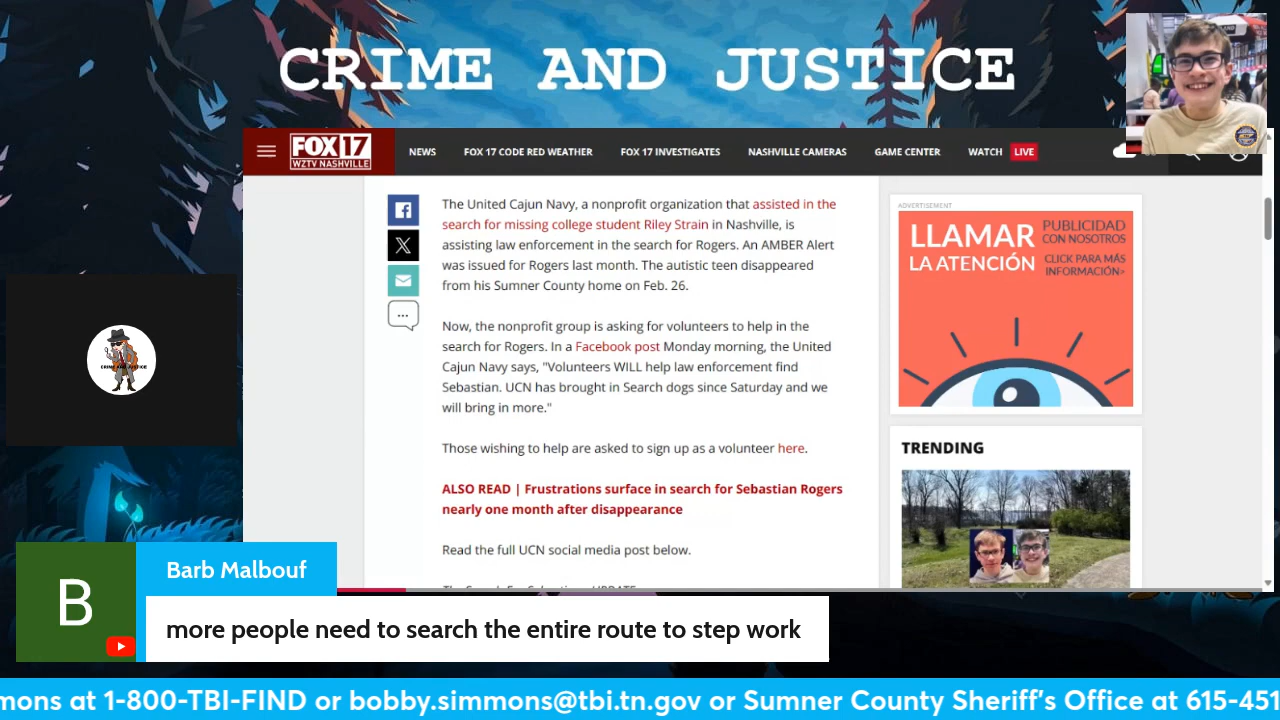 CRIME AND JUSTICE
FOX 17
WZTV NASHVILLE
NEWS
FOX 17 CODE RED WEATHER
FOX 17 INVESTIGATES
NASHVILLE CAMERAS
GAME CENTER
WATCH LIVE
The United Cajun Navy, a nonprofit organization that assisted in the
search for missing college student Riley Strain in Nashville, is
assisting law enforcement in the search for Rogers. An AMBER Alert
was issued for Rogers last month. The autistic teen disappeared
from his Sumner County home on Feb. 26.
Now, the nonprofit group is asking for volunteers to help in the
search for Rogers. In a Facebook post Monday morning, the United
Cajun Navy says, "Volunteers WILL help law enforcement find
Sebastian. UCN has brought in Search dogs since Saturday and we
will bring in more."
Those wishing to help are asked to sign up as a volunteer here.
ALSO READ | Frustrations surface in search for Sebastian Rogers
nearly one month after disappearance
Read the full UCN social media post below.
ADVERTISEMENT
LLAMAR
LA ATENCIÓN
PUBLICIDAD
CON NOSOTROS
CLICK PARA MÁS
INFORMACIÓN>
TRENDING
CRIME AND JUSTICE
B
Barb Malbouf
more people need to search the entire route to step work
mons at 1-800-TBI-FIND or bobby.simmons@tbi.tn.gov or Sumner County Sheriff's Office at 615-451